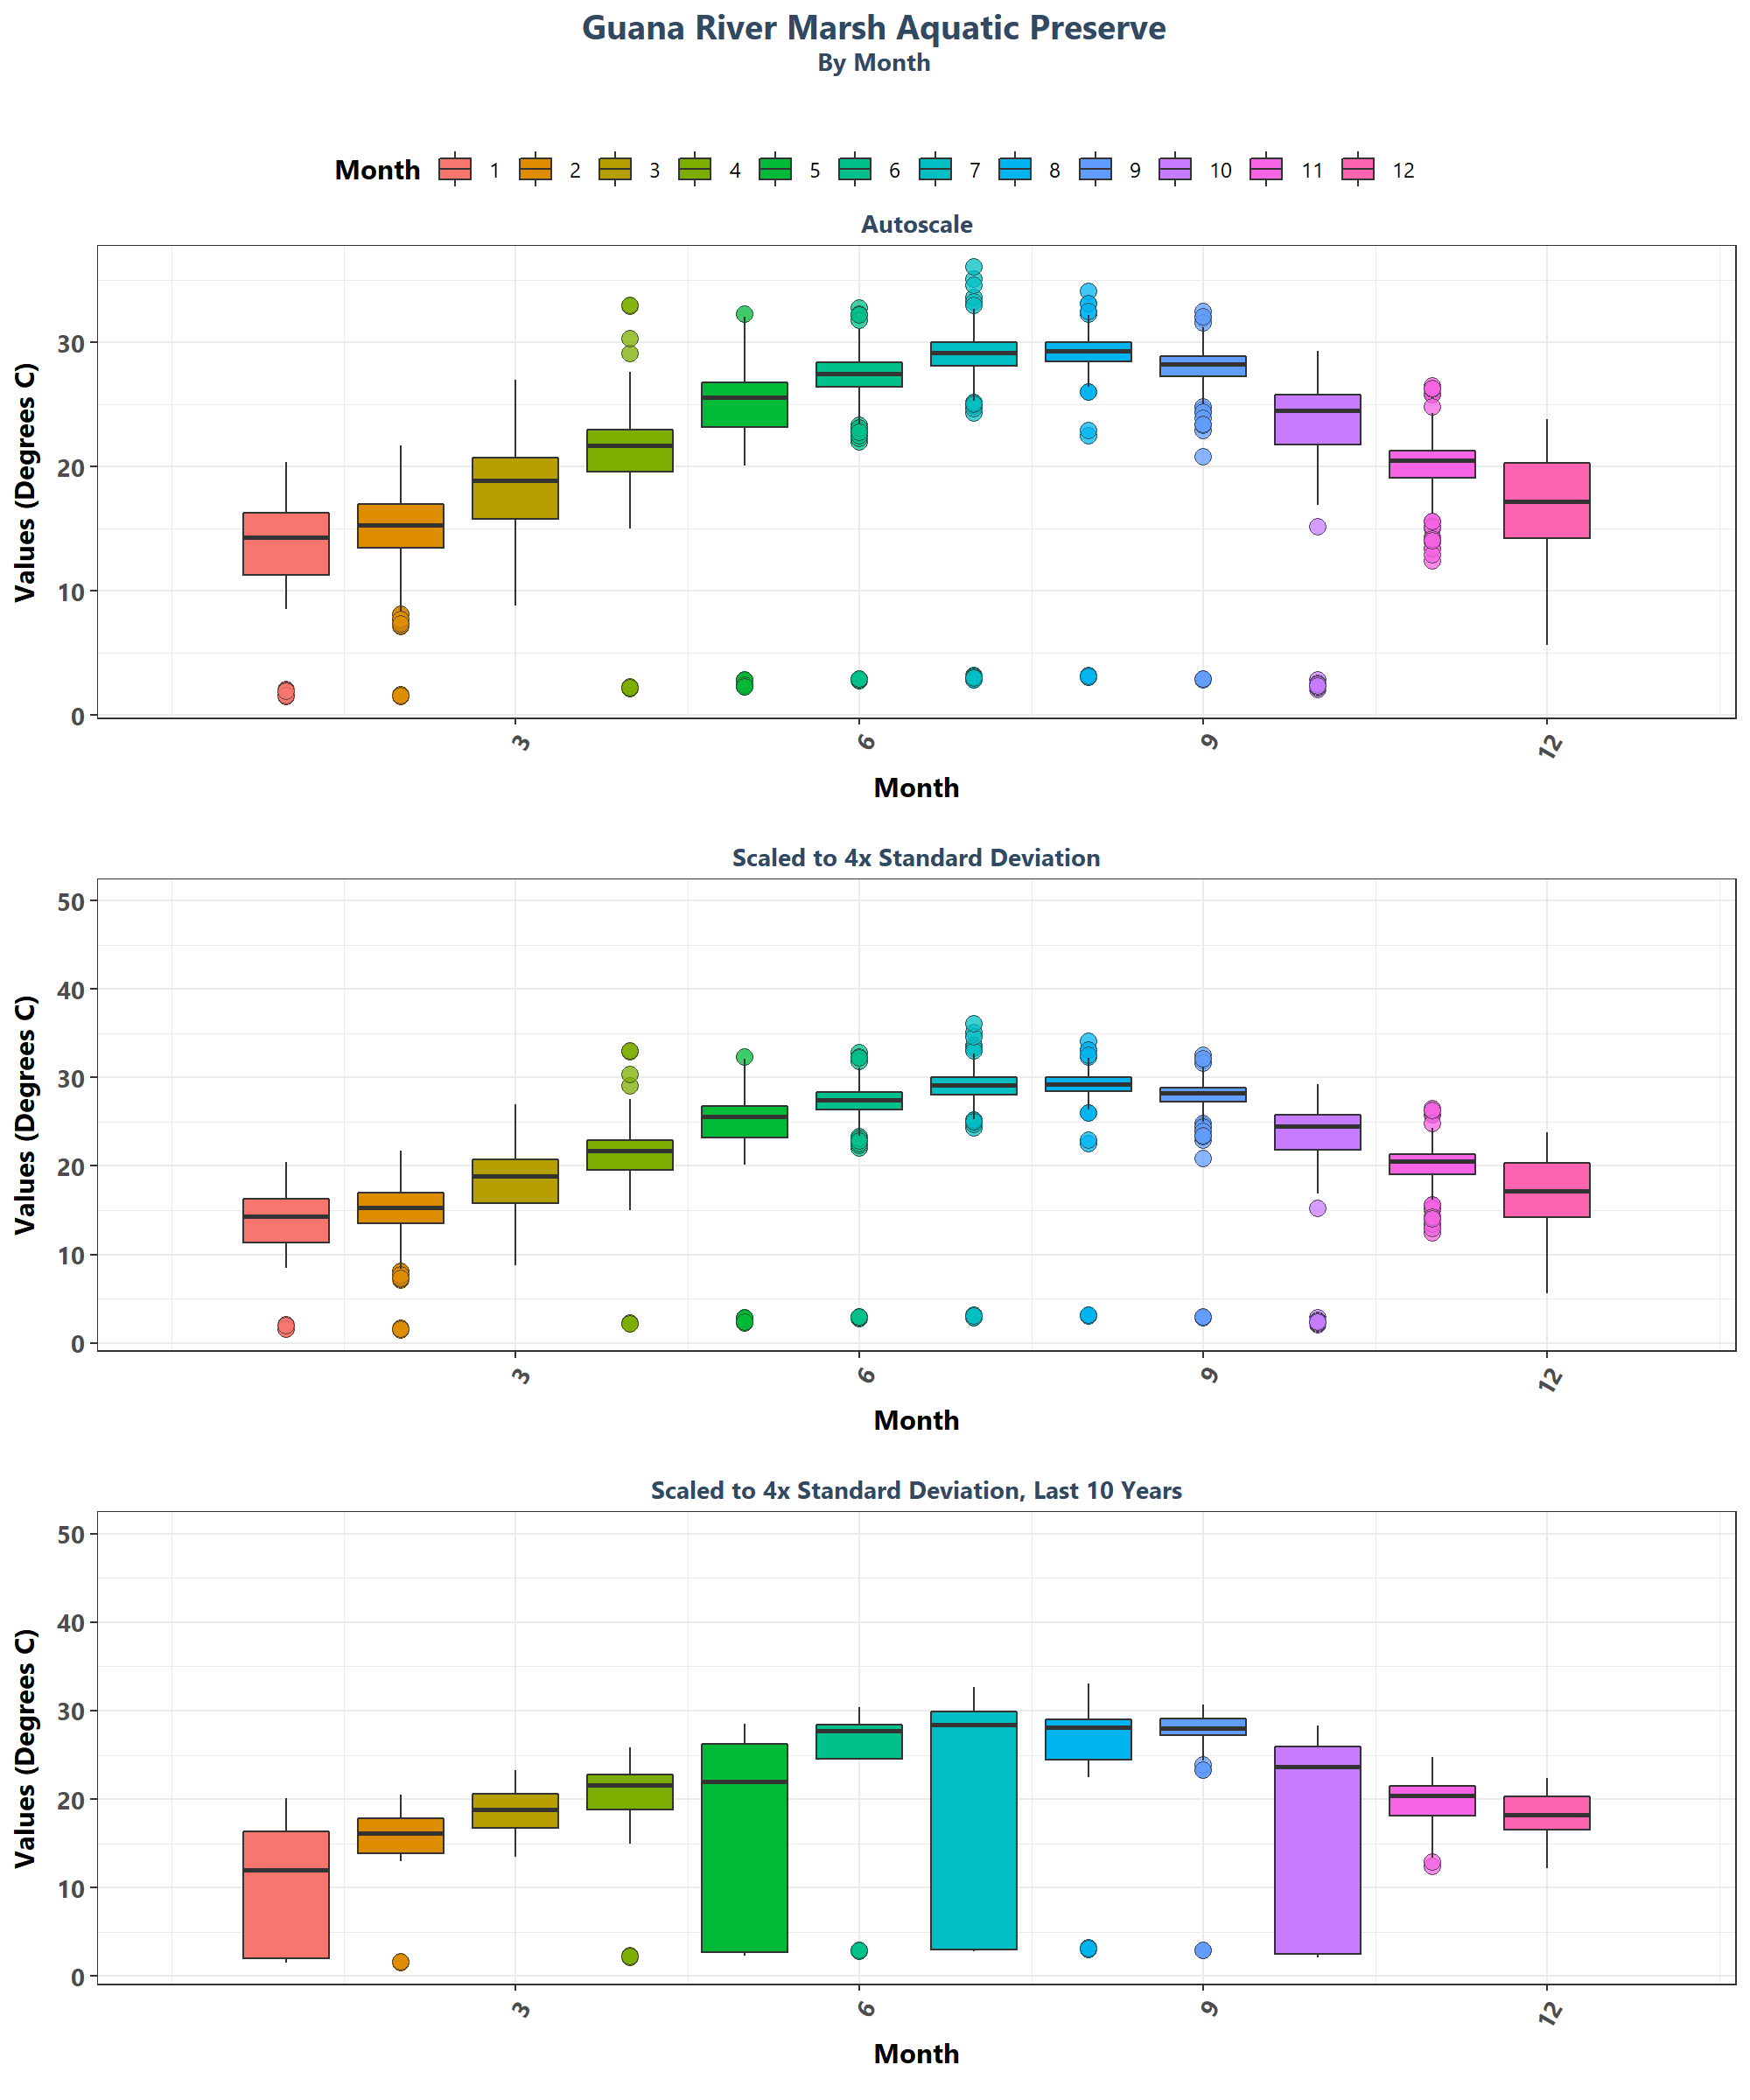 Guana River Marsh Aquatic Preserve
By Month
Month 1 2 3 4 5 6 7 8 9 10 11 12
Autoscale
Values (Degrees C)
30
20
10
0
3 6 9 12
Month
Scaled to 4x Standard Deviation
Values (Degrees C)
50
40
30
20
10
0
3 6 9 12
Month
Scaled to 4x Standard Deviation, Last 10 Years
Values (Degrees C)
50
40
30
20
10
0
3 6 9 12
Month